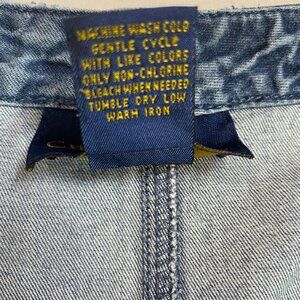 MACHINE WASH COLD
GENTLE CYCLE
WITH LIKE COLORS
ONLY NON-CHLORINE
BLEACH WHEN NEEDED
TUMBLE DRY LOW
WARM IRON